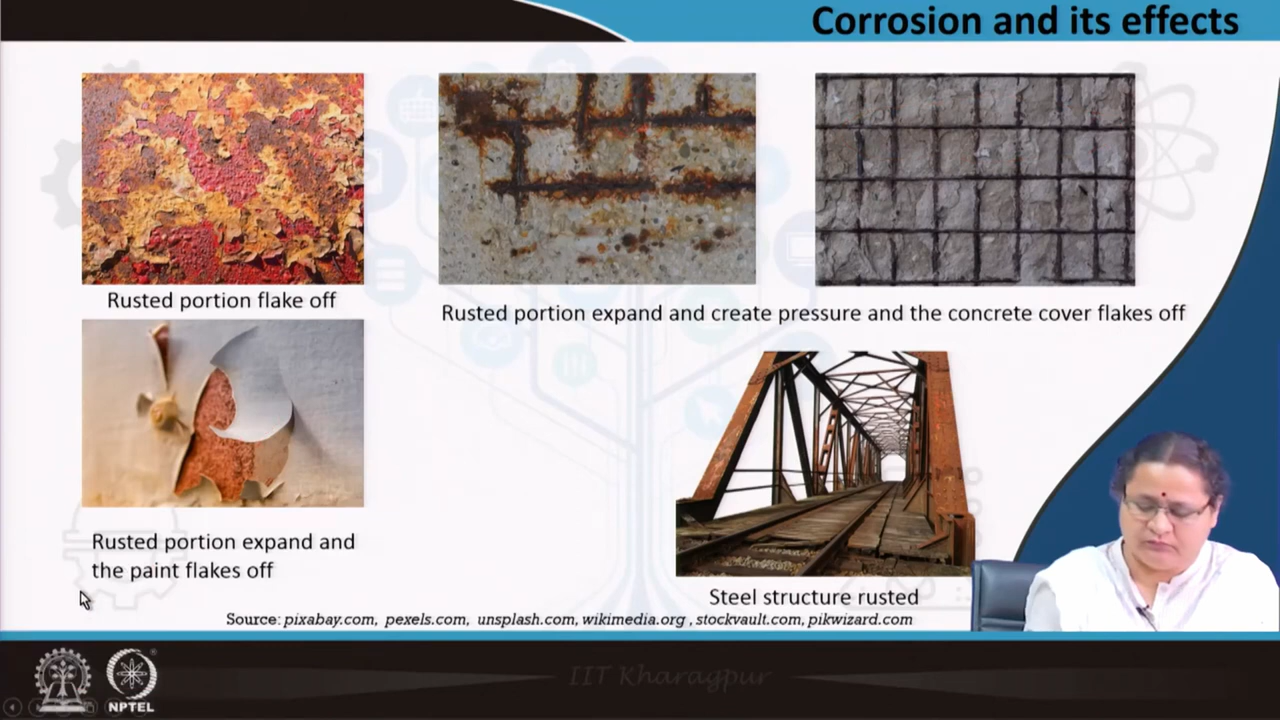 Corrosion and its effects
Rusted portion flake off
Rusted portion expand and create pressure and the concrete cover flakes off
Rusted portion expand and
the paint flakes off
Steel structure rusted
Source: pixabay.com, pexels.com, unsplash.com, wikimedia.org , stockvault.com, pikwizard.com
IIT Kharagpur
NPTEL